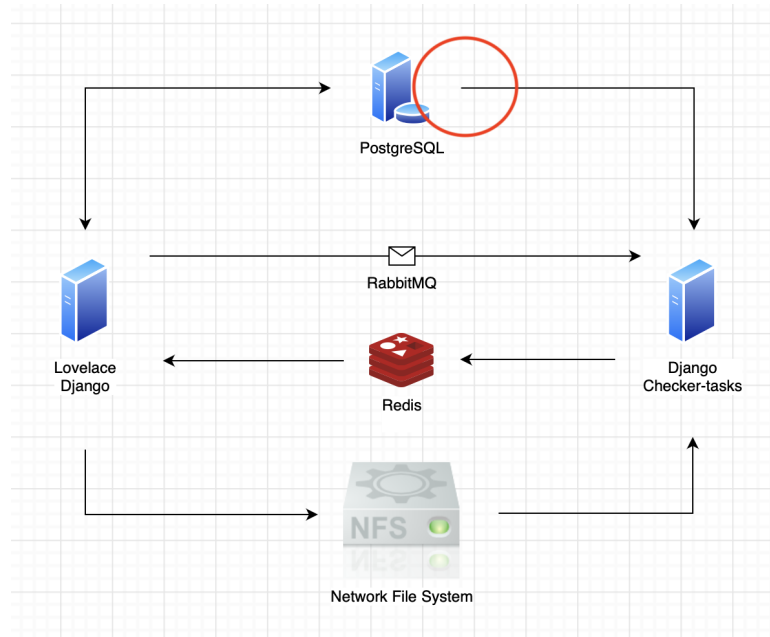 PostgreSQL
RabbitMQ
Lovelace
Django
Redis
Django
Checker-tasks
NFS
Network File System